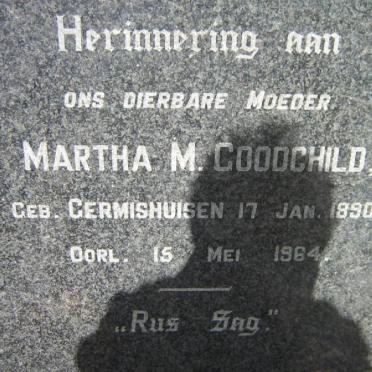 Herinnering aan
ONS DIERBARE MOEDER
MARTHA M. GOODCHILD,
GEB. GERMISHUISEN 17 JAN. 1890
OORL. 15 MEI 1964.
„Rus Sag."